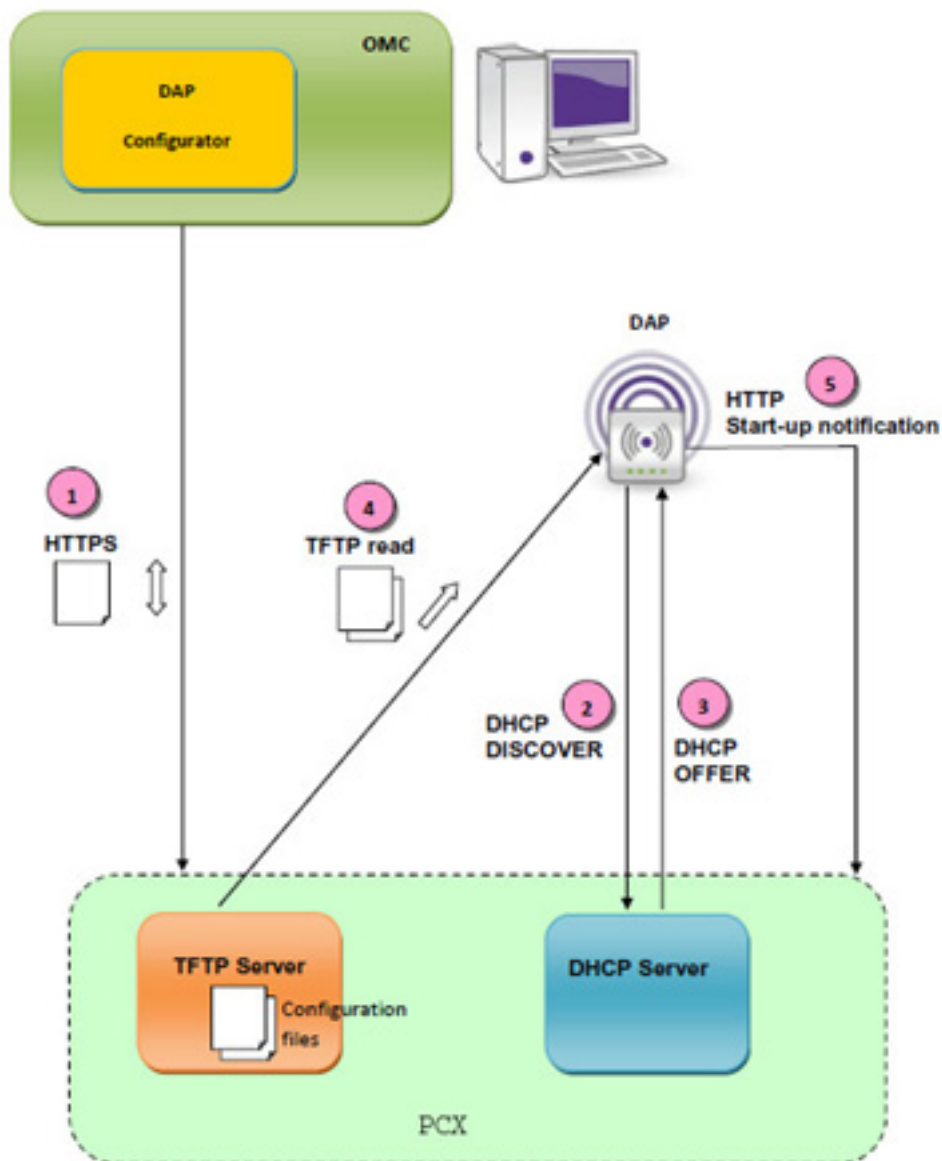 OMC
DAP
Configurator
DAP
5
HTTP
Start-up notification
1
HTTPS
4
TFTP read
2
DHCP
DISCOVER
3
DHCP
OFFER
TFTP Server
Configuration
files
DHCP Server
PCX